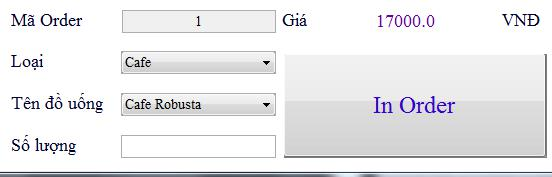 Mã Order 1 Giá 17000.0 VNĐ
Loại Cafe
Tên đồ uống Cafe Robusta
In Order
Số lượng